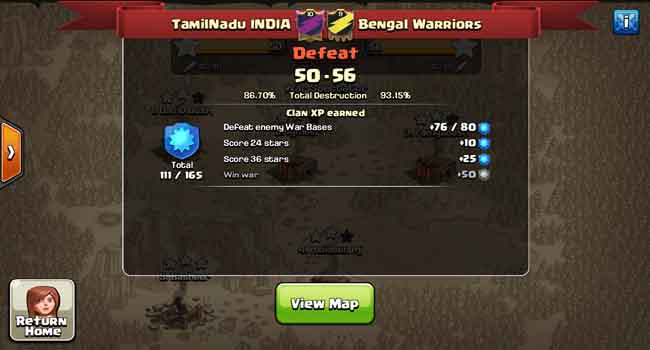 TamilNadu INDIA 10 9 Bengal Warriors
Defeat
50 - 56
86.70% Total Destruction 93.15%
Clan XP earned
Defeat enemy War Bases +76 / 80
Score 24 stars +10
Score 36 stars +25
Win war +50
Total
111 / 165
View Map
Return
Home